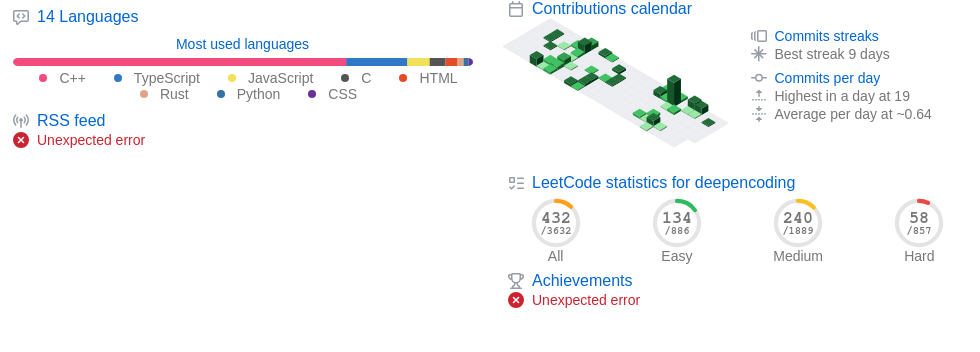 14 Languages
Most used languages
C++ TypeScript JavaScript C HTML
Rust Python CSS
RSS feed
Unexpected error
Contributions calendar
Commits streaks
Best streak 9 days
Commits per day
Highest in a day at 19
Average per day at ~0.64
LeetCode statistics for deepencoding
432 134 240 58
/3632 /886 /1889 /857
All Easy Medium Hard
Achievements
Unexpected error